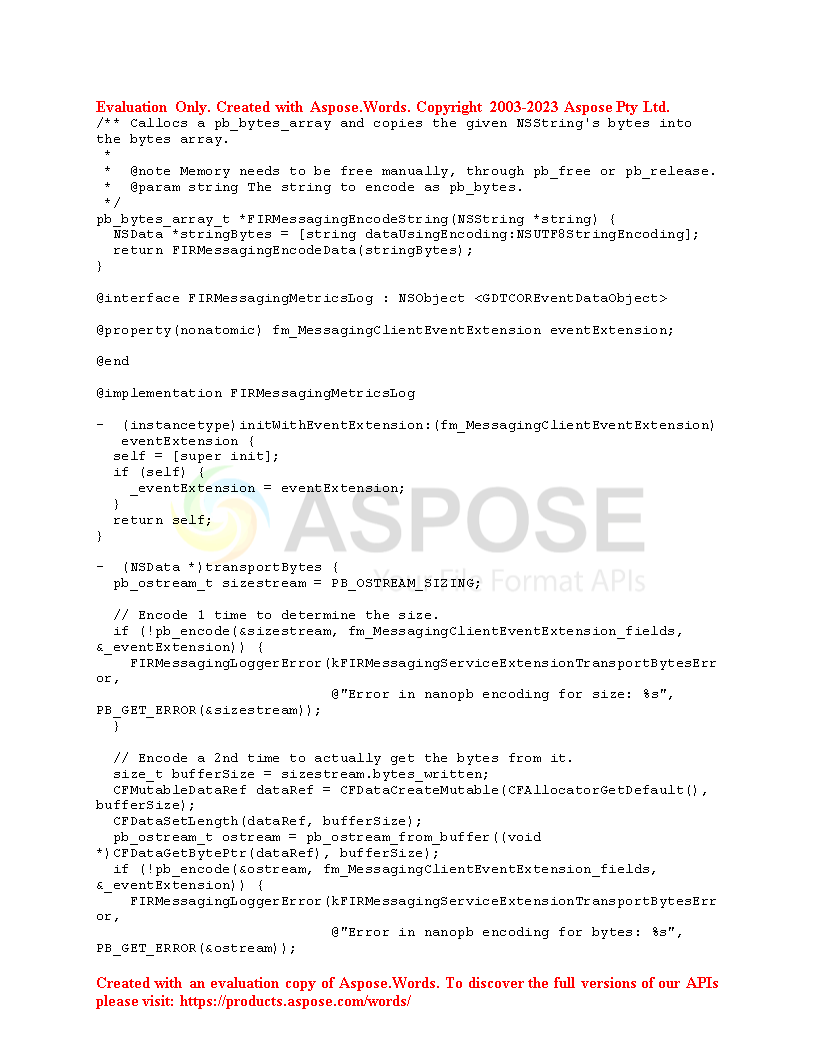 Evaluation Only. Created with Aspose.Words. Copyright 2003-2023 Aspose Pty Ltd.
/** Callocs a pb_bytes_array and copies the given NSString's bytes into
the bytes array.
 *
 *  @note Memory needs to be free manually, through pb_free or pb_release.
 *  @param string The string to encode as pb_bytes.
 */
pb_bytes_array_t *FIRMessagingEncodeString(NSString *string) {
  NSData *stringBytes = [string dataUsingEncoding:NSUTF8StringEncoding];
  return FIRMessagingEncodeData(stringBytes);
}

@interface FIRMessagingMetricsLog : NSObject <GDTCOREventDataObject>

@property(nonatomic) fm_MessagingClientEventExtension eventExtension;

@end

@implementation FIRMessagingMetricsLog

-  (instancetype)initWithEventExtension:(fm_MessagingClientEventExtension)
   eventExtension {
  self = [super init];
  if (self) {
    _eventExtension = eventExtension;
  }
  return self;
}
ASPOSE

-  (NSData *)transportBytes {
Your File Format APIs
  pb_ostream_t sizestream = PB_OSTREAM_SIZING;

  // Encode 1 time to determine the size.
  if (!pb_encode(&sizestream, fm_MessagingClientEventExtension_fields,
&_eventExtension)) {
    FIRMessagingLoggerError(kFIRMessagingServiceExtensionTransportBytesErr
or,
                            @"Error in nanopb encoding for size: %s",
PB_GET_ERROR(&sizestream));
  }

  // Encode a 2nd time to actually get the bytes from it.
  size_t bufferSize = sizestream.bytes_written;
  CFMutableDataRef dataRef = CFDataCreateMutable(CFAllocatorGetDefault(),
bufferSize);
  CFDataSetLength(dataRef, bufferSize);
  pb_ostream_t ostream = pb_ostream_from_buffer((void
*)CFDataGetBytePtr(dataRef), bufferSize);
  if (!pb_encode(&ostream, fm_MessagingClientEventExtension_fields,
&_eventExtension)) {
    FIRMessagingLoggerError(kFIRMessagingServiceExtensionTransportBytesErr
or,
                            @"Error in nanopb encoding for bytes: %s",
PB_GET_ERROR(&ostream));

Created with an evaluation copy of Aspose.Words. To discover the full versions of our APIs
please visit: https://products.aspose.com/words/